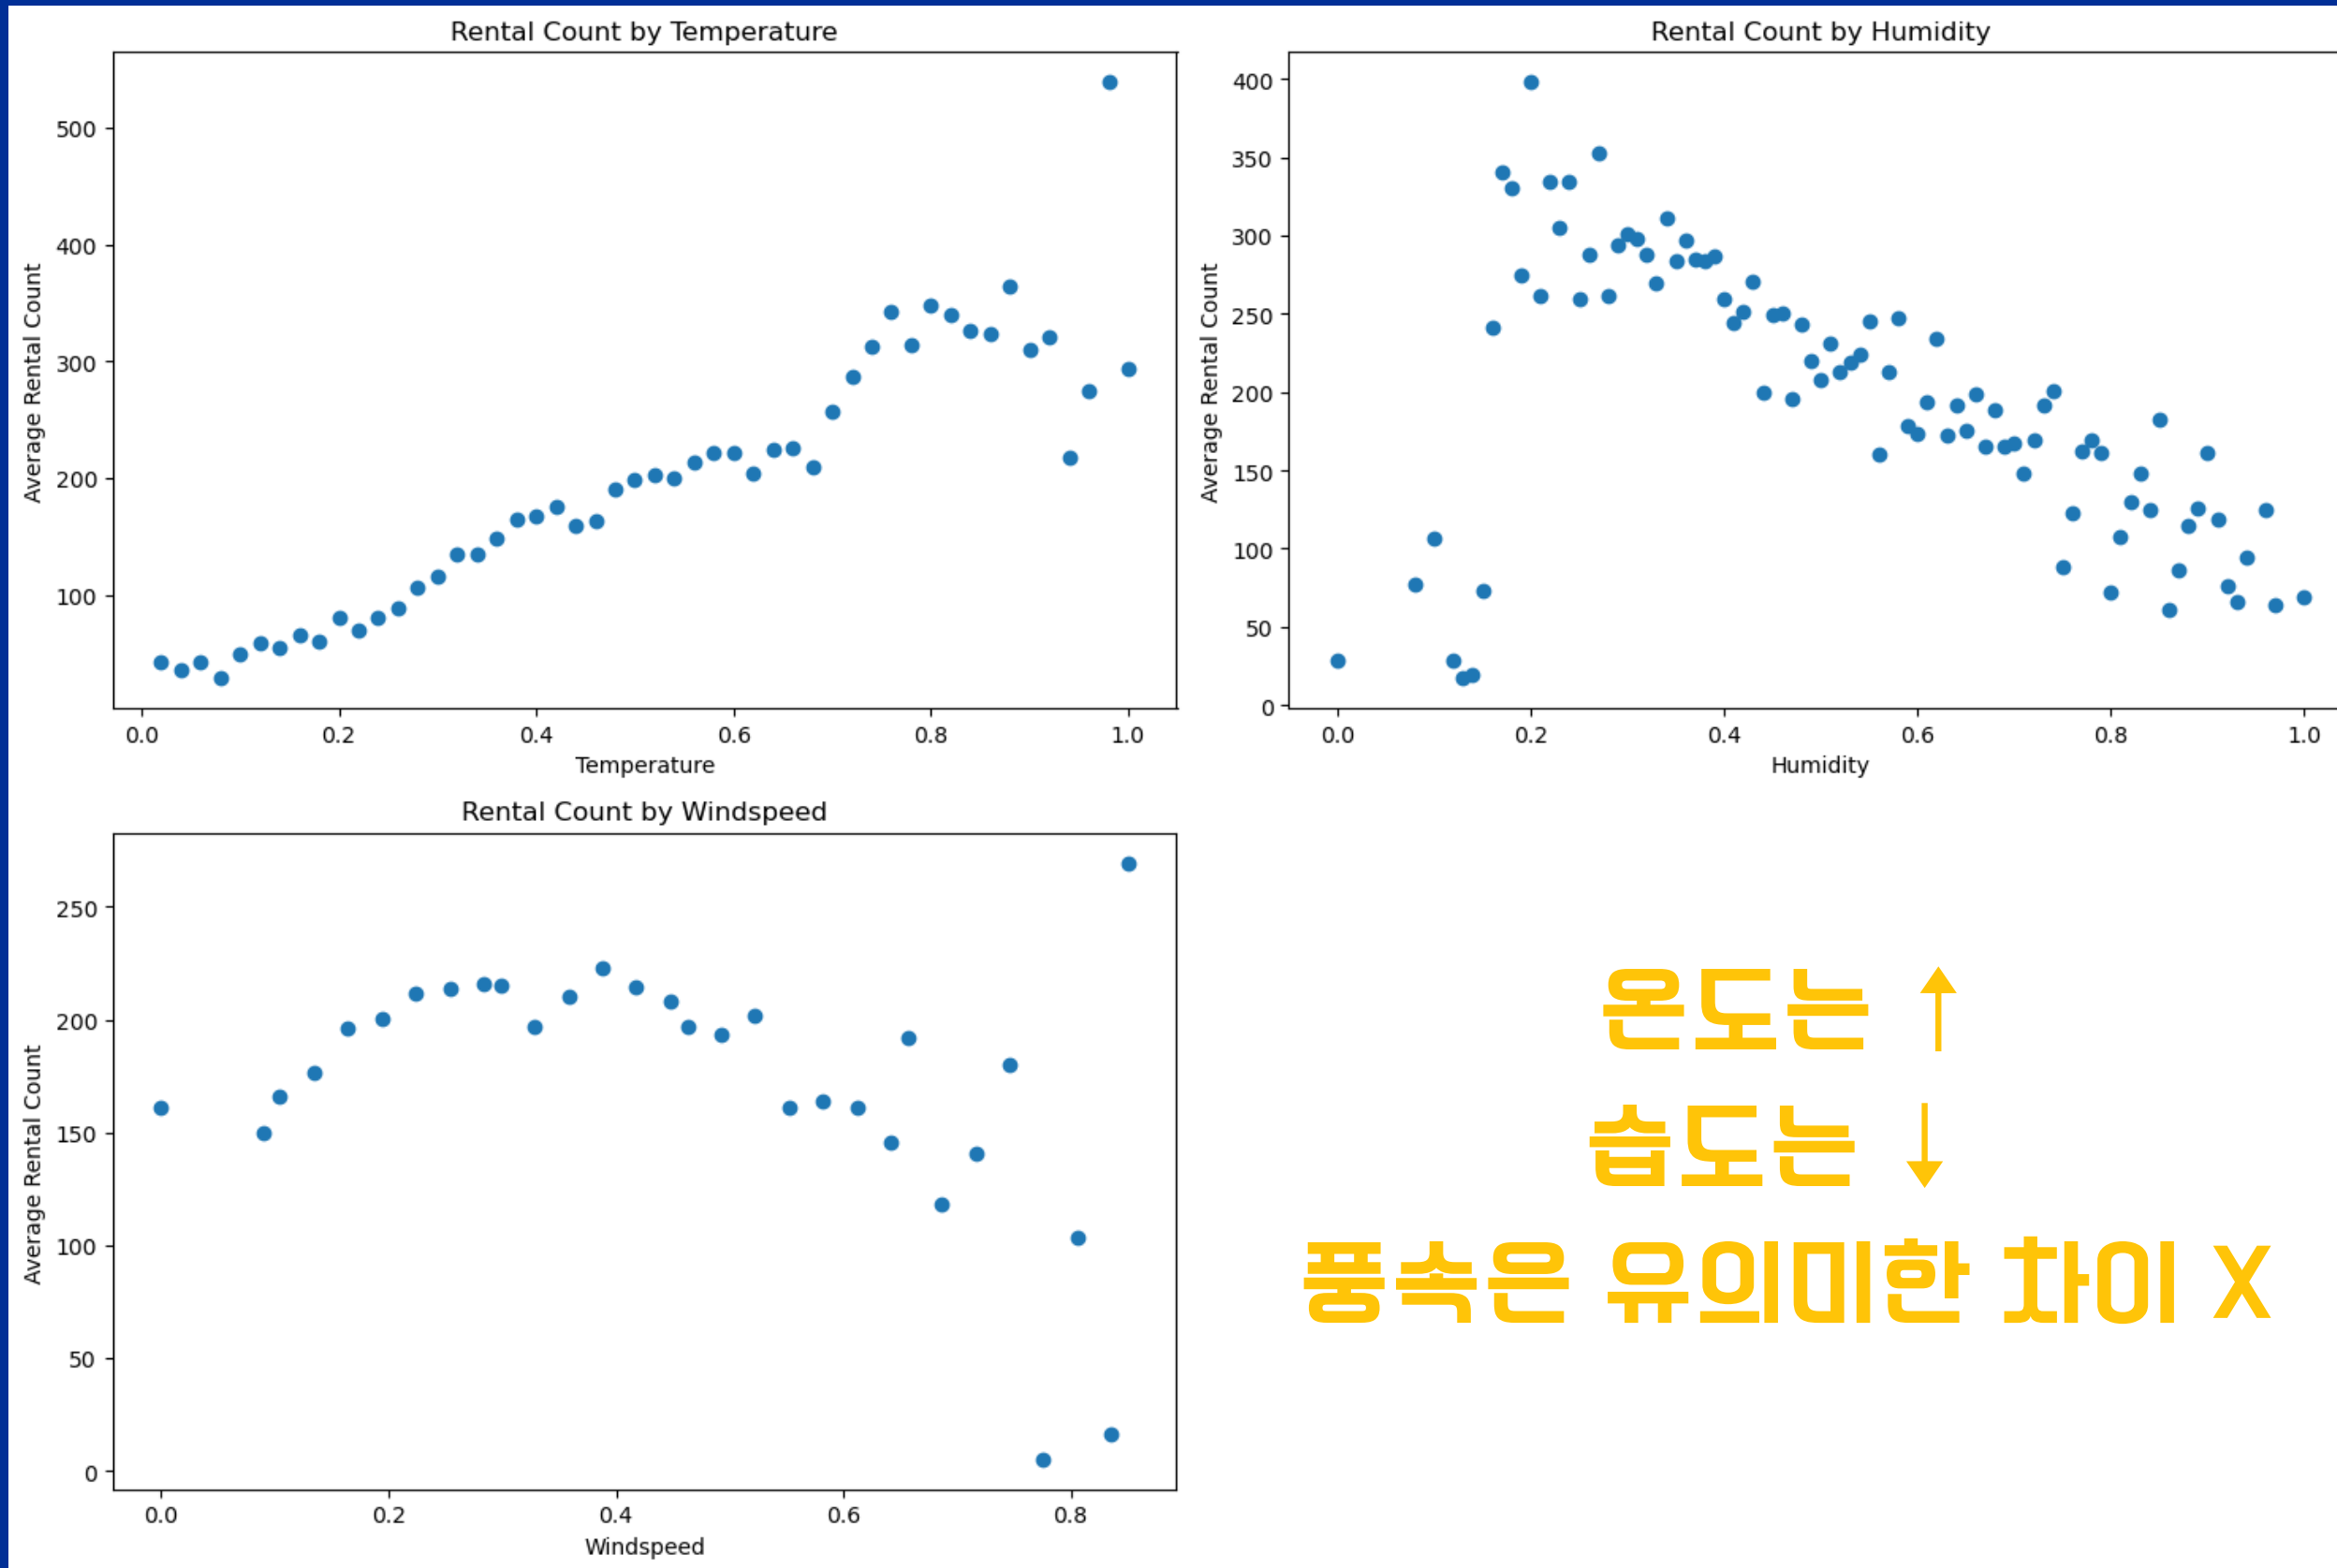 Rental Count by Temperature
Average Rental Count
500
400
300
200
100
0.0 0.2 0.4 0.6 0.8 1.0
Temperature
Rental Count by Humidity
Average Rental Count
400
350
300
250
200
150
100
50
0
0.0 0.2 0.4 0.6 0.8 1.0
Humidity
Rental Count by Windspeed
Average Rental Count
250
200
150
100
50
0
0.0 0.2 0.4 0.6 0.8
Windspeed
온도는 ↑
습도는 ↓
풍속은 유의미한 차이 X